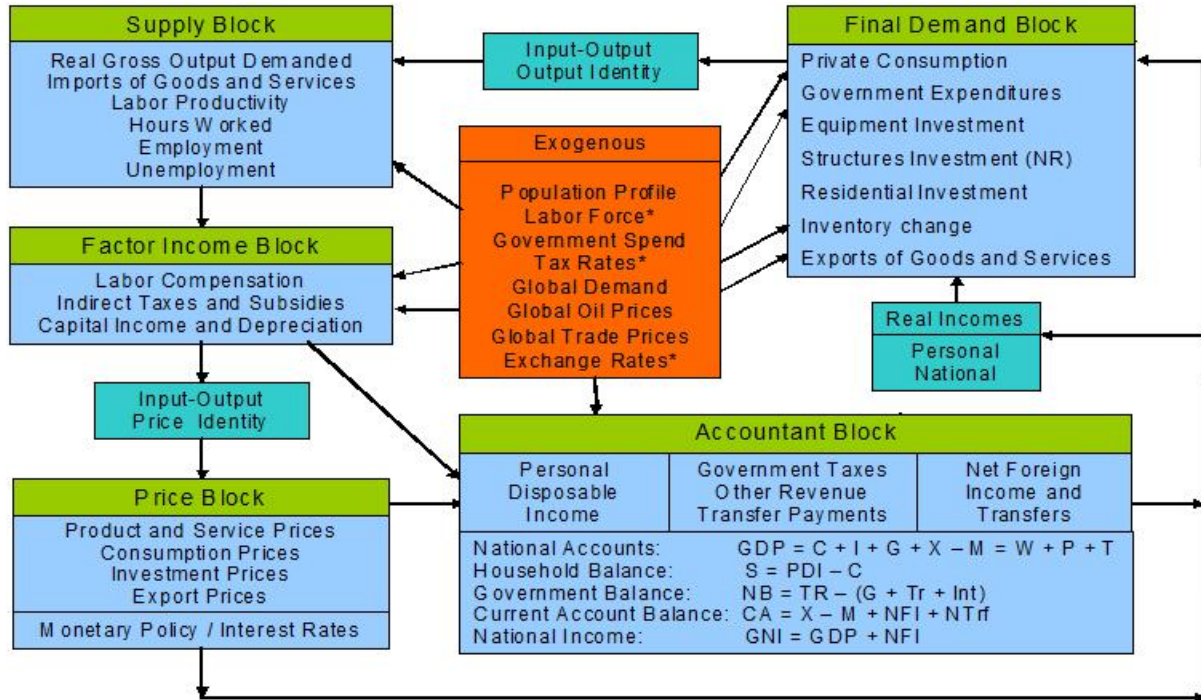 Supply Block
Real Gross Output Demanded
Imports of Goods and Services
Labor Productivity
Hours Worked
Employment
Unemployment
Input-Output
Output Identity
Final Demand Block
Private Consumption
Government Expenditures
Equipment Investment
Structures Investment (NR)
Residential Investment
Inventory change
Exports of Goods and Services
Exogenous
Population Profile
Labor Force*
Government Spend
Tax Rates*
Global Demand
Global Oil Prices
Global Trade Prices
Exchange Rates*
Factor Income Block
Labor Compensation
Indirect Taxes and Subsidies
Capital Income and Depreciation
Real Incomes
Personal
National
Input-Output
Price Identity
Price Block
Product and Service Prices
Consumption Prices
Investment Prices
Export Prices
Monetary Policy / Interest Rates
Accountant Block
Personal
Disposable
Income
Government Taxes
Other Revenue
Transfer Payments
Net Foreign
Income and
Transfers
National Accounts: GDP = C + I + G + X – M = W + P + T
Household Balance: S = PDI – C
Government Balance: NB = TR – (G + Tr + Int)
Current Account Balance: CA = X – M + NFI + NTrf
National Income: GNI = GDP + NFI